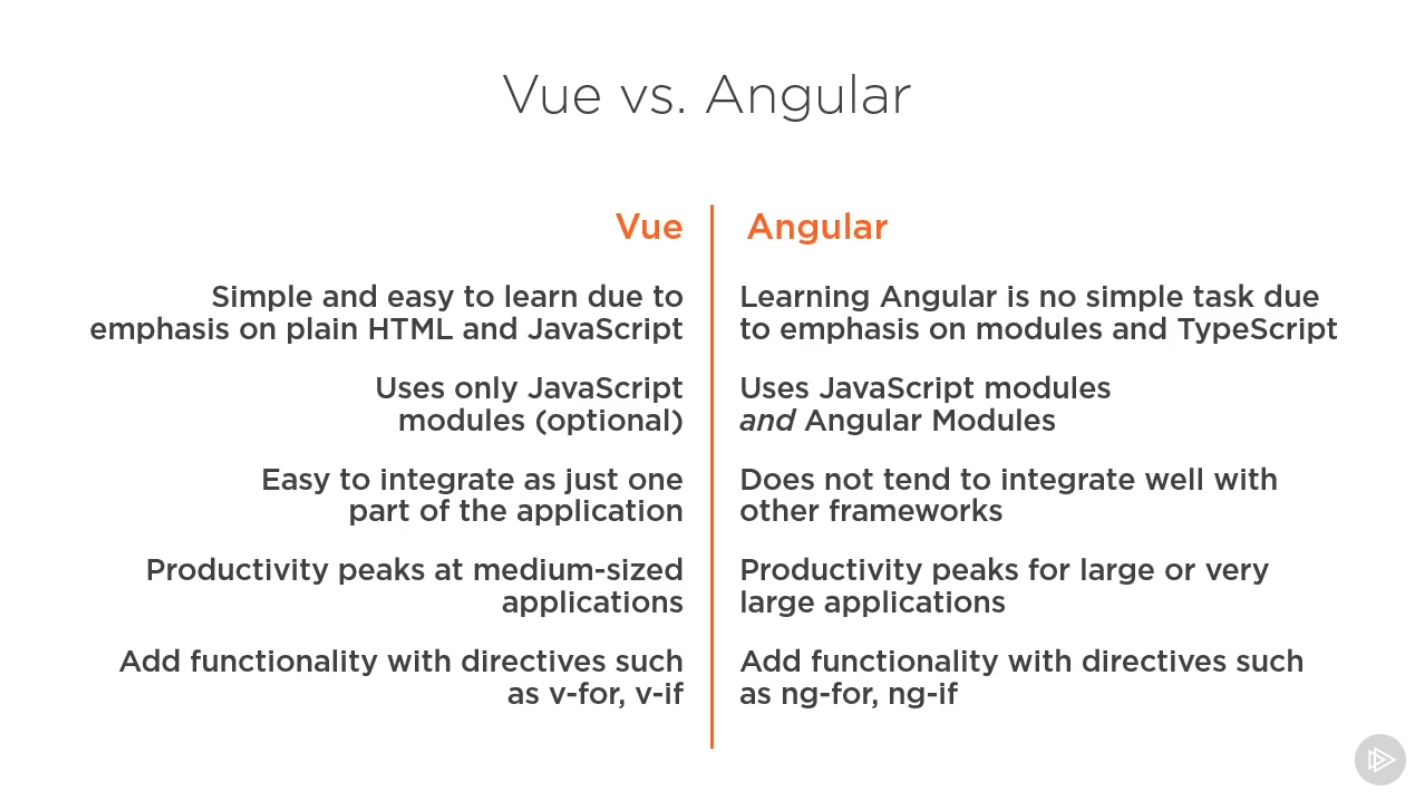 Vue vs. Angular
Vue
Simple and easy to learn due to
emphasis on plain HTML and JavaScript
Uses only JavaScript
modules (optional)
Easy to integrate as just one
part of the application
Productivity peaks at medium-sized
applications
Add functionality with directives such
as v-for, v-if
Angular
Learning Angular is no simple task due
to emphasis on modules and TypeScript
Uses JavaScript modules
and Angular Modules
Does not tend to integrate well with
other frameworks
Productivity peaks for large or very
large applications
Add functionality with directives such
as ng-for, ng-if